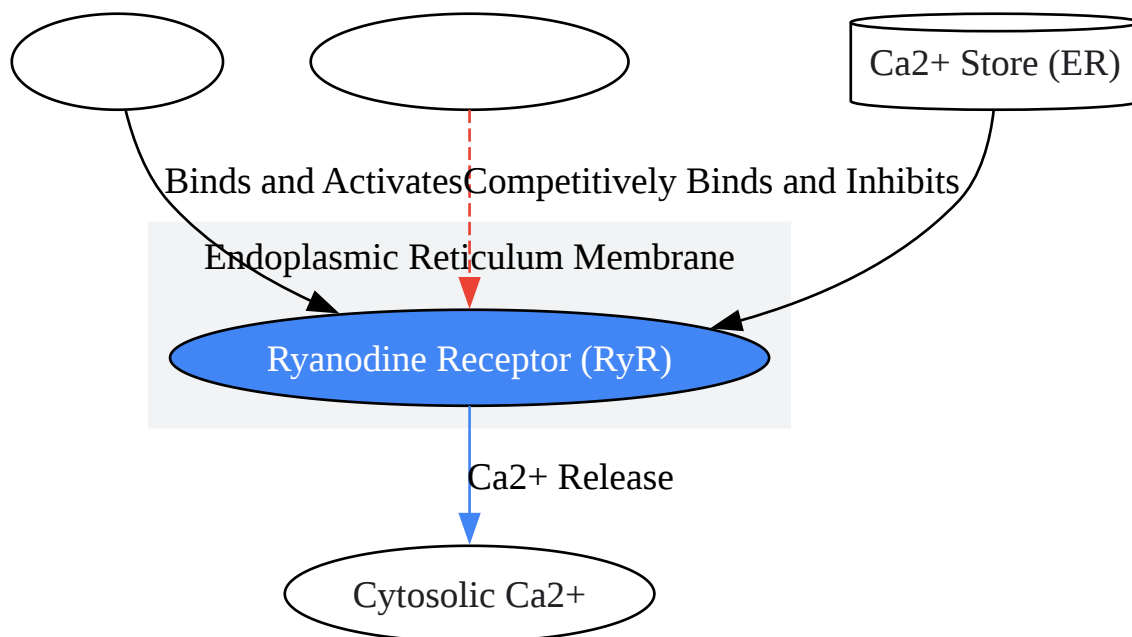 Ca2+ Store (ER)
Binds and Activates
Competitively Binds and Inhibits
Endoplasmic Reticulum Membrane
Ryanodine Receptor (RyR)
Ca2+ Release
Cytosolic Ca2+